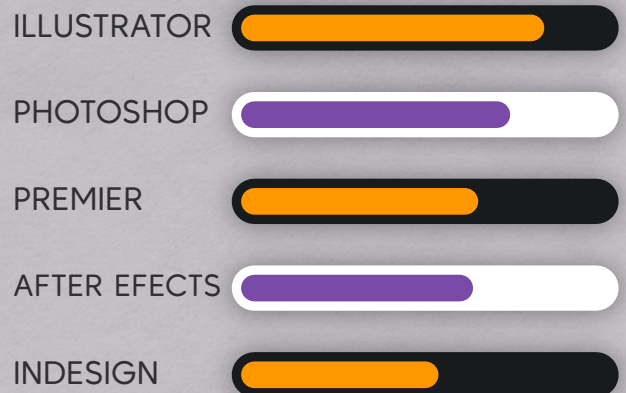 ILLUSTRATOR
PHOTOSHOP
PREMIER
AFTER EFECTS
INDESIGN